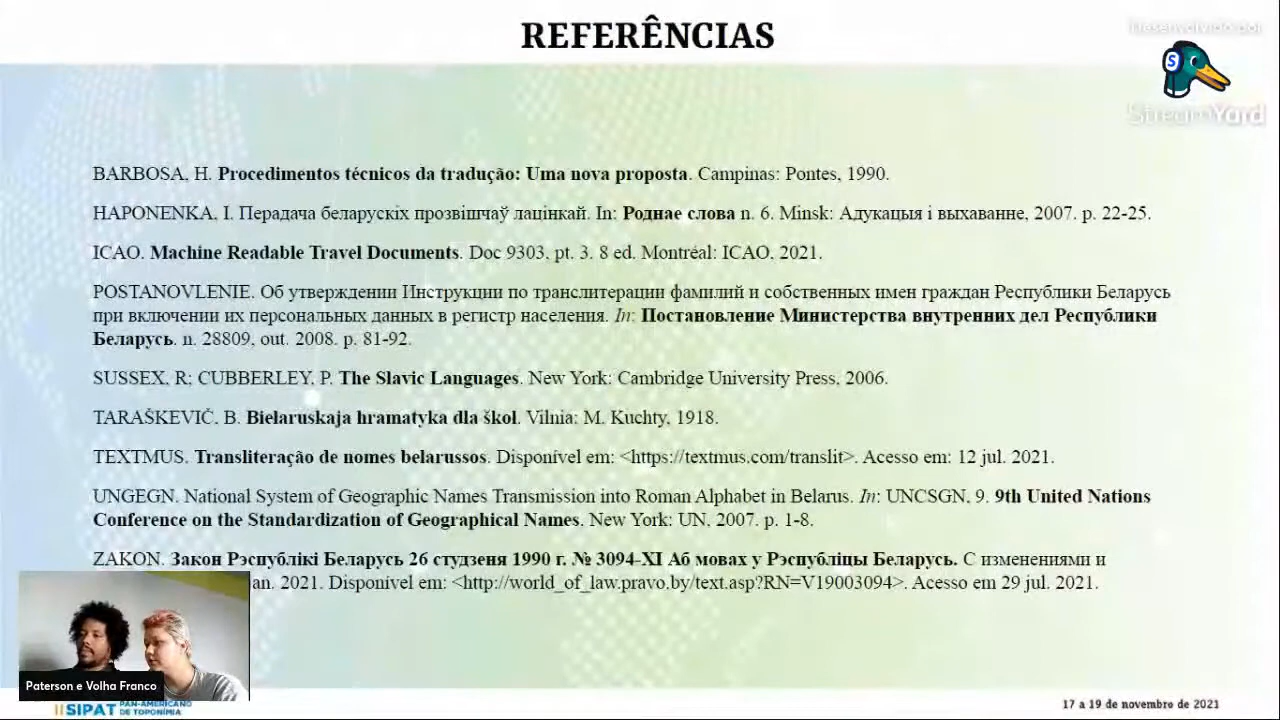 REFERÊNCIAS
Desenvolvido por
StreamYard
BARBOSA, H. Procedimentos técnicos da tradução: Uma nova proposta. Campinas: Pontes, 1990.
HAPONENKA, I. Перадача беларускіх прозвішчаў лацінкай. In: Роднае слова n. 6. Minsk: Адукацыя і выхаванне, 2007. p. 22-25.
ICAO. Machine Readable Travel Documents. Doc 9303, pt. 3. 8 ed. Montréal: ICAO, 2021.
POSTANOVLENIE. Об утверждении Инструкции по транслитерации фамилий и собственных имен граждан Республики Беларусь
при включении их персональных данных в регистр населения. In: Постановление Министерства внутренних дел Республики
Беларусь. n. 28809, out. 2008. p. 81-92.
SUSSEX, R; CUBBERLEY, P. The Slavic Languages. New York: Cambridge University Press, 2006.
TARAŠKEVIČ, B. Biełaruskaja hramatyka dla škoł. Vilnia: M. Kuchty, 1918.
TEXTMUS. Transliteração de nomes belarussos. Disponível em: <https://textmus.com/translit>. Acesso em: 12 jul. 2021.
UNGEGN. National System of Geographic Names Transmission into Roman Alphabet in Belarus. In: UNCSGN, 9. 9th United Nations
Conference on the Standardization of Geographical Names. New York: UN, 2007. p. 1-8.
ZAKON. Закон Рэспублікі Беларусь 26 студзеня 1990 г. № 3094-XI Аб мовах у Рэспубліцы Беларусь. С изменениями и
an. 2021. Disponível em: <http://world_of_law.pravo.by/text.asp?RN=V19003094>. Acesso em 29 jul. 2021.
Paterson e Volha Franco
II SIPAT PAN-AMERICANO
DE TOPONÍMIA
17 a 19 de novembro de 2021